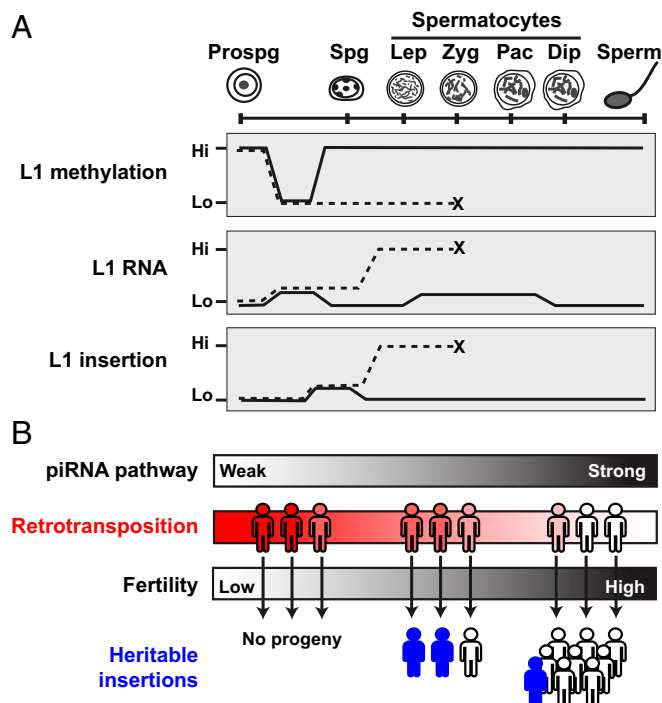 A
Spermatocytes
Prospg Spg Lep Zyg Pac Dip Sperm
L1 methylation
Hi
Lo
X
L1 RNA
Hi
Lo
X
L1 insertion
Hi
Lo
X
B
piRNA pathway Weak Strong
Retrotransposition
Fertility Low High
No progeny
Heritable
insertions